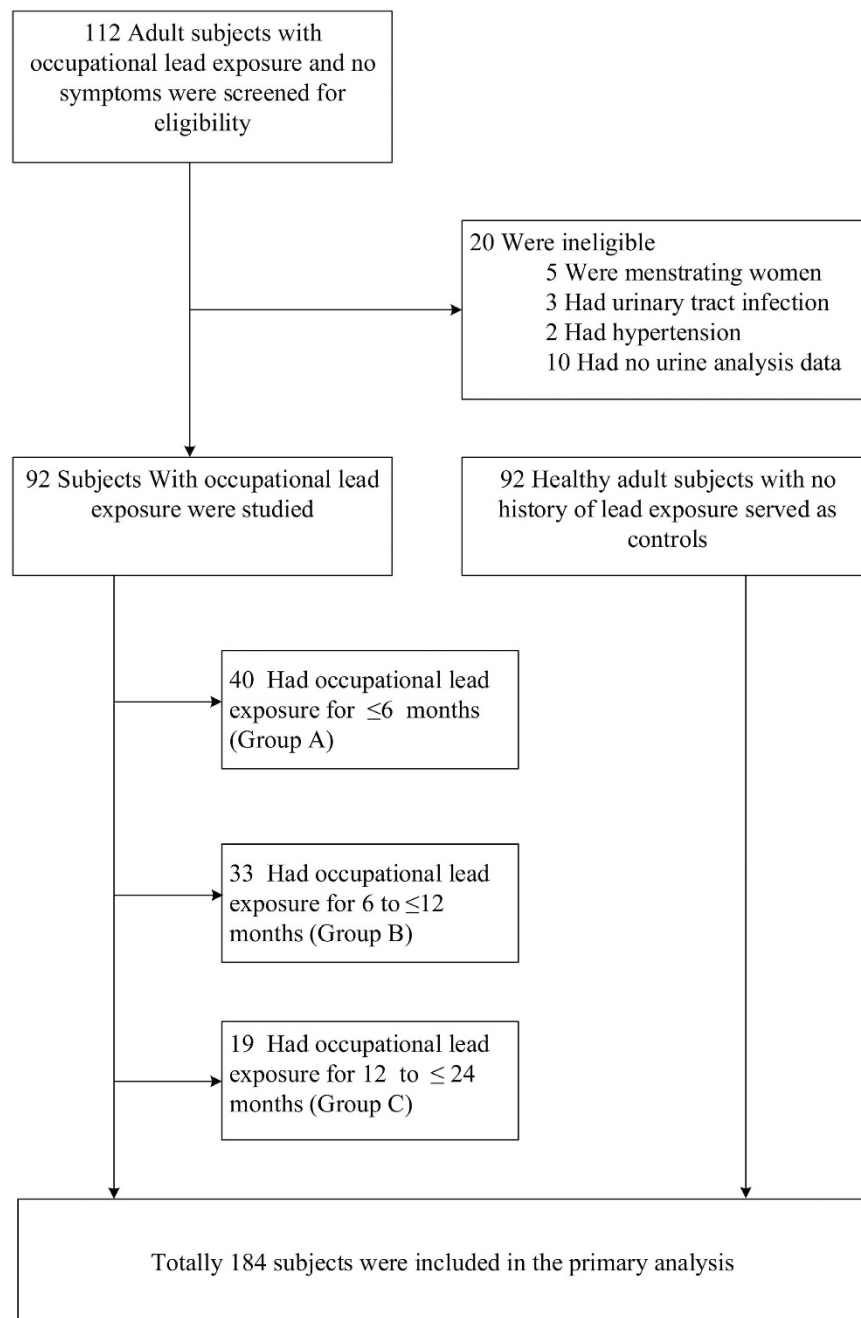 112 Adult subjects with
occupational lead exposure and no
symptoms were screened for
eligibility
20 Were ineligible
5 Were menstrating women
3 Had urinary tract infection
2 Had hypertension
10 Had no urine analysis data
92 Subjects With occupational lead
exposure were studied
92 Healthy adult subjects with no
history of lead exposure served as
controls
40 Had occupational lead
exposure for ≤6 months
(Group A)
33 Had occupational lead
exposure for 6 to ≤12
months (Group B)
19 Had occupational lead
exposure for 12 to ≤ 24
months (Group C)
Totally 184 subjects were included in the primary analysis